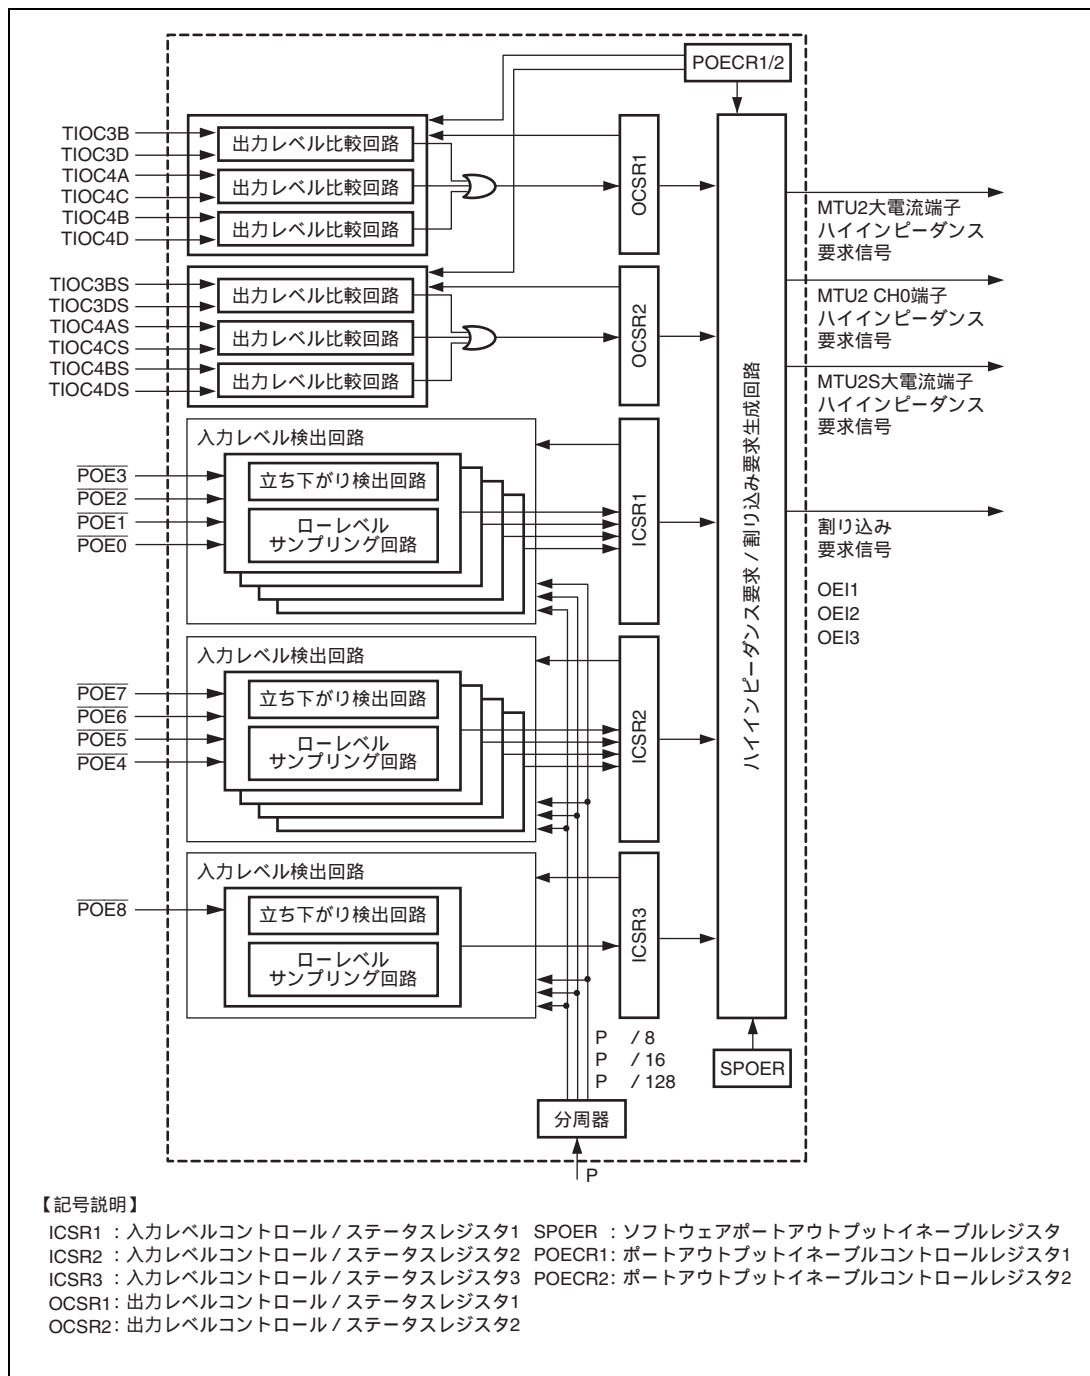 POECR1/2
TIOC3B
TIOC3D
TIOC4A
TIOC4C
TIOC4B
TIOC4D
出力レベル比較回路
出力レベル比較回路
出力レベル比較回路
OCSR1
TIOC3BS
TIOC3DS
TIOC4AS
TIOC4CS
TIOC4BS
TIOC4DS
出力レベル比較回路
出力レベル比較回路
出力レベル比較回路
OCSR2
入力レベル検出回路
POE3
POE2
POE1
POE0
立ち下がり検出回路
ローレベル
サンプリング回路
ICSR1
入力レベル検出回路
POE7
POE6
POE5
POE4
立ち下がり検出回路
ローレベル
サンプリング回路
ICSR2
入力レベル検出回路
POE8
立ち下がり検出回路
ローレベル
サンプリング回路
ICSR3
ハイインピーダンス要求 / 割り込み要求生成回路
MTU2大電流端子
ハイインピーダンス
要求信号
MTU2 CH0端子
ハイインピーダンス
要求信号
MTU2S大電流端子
ハイインピーダンス
要求信号
割り込み
要求信号
OEI1
OEI2
OEI3
P / 8
P / 16
P / 128
SPOER
分周器
P
【記号説明】
ICSR1 : 入力レベルコントロール / ステータスレジスタ1 SPOER : ソフトウェアポートアウトプットイネーブルレジスタ
ICSR2 : 入力レベルコントロール / ステータスレジスタ2 POECR1: ポートアウトプットイネーブルコントロールレジスタ1
ICSR3 : 入力レベルコントロール / ステータスレジスタ3 POECR2: ポートアウトプットイネーブルコントロールレジスタ2
OCSR1: 出力レベルコントロール / ステータスレジスタ1
OCSR2: 出力レベルコントロール / ステータスレジスタ2